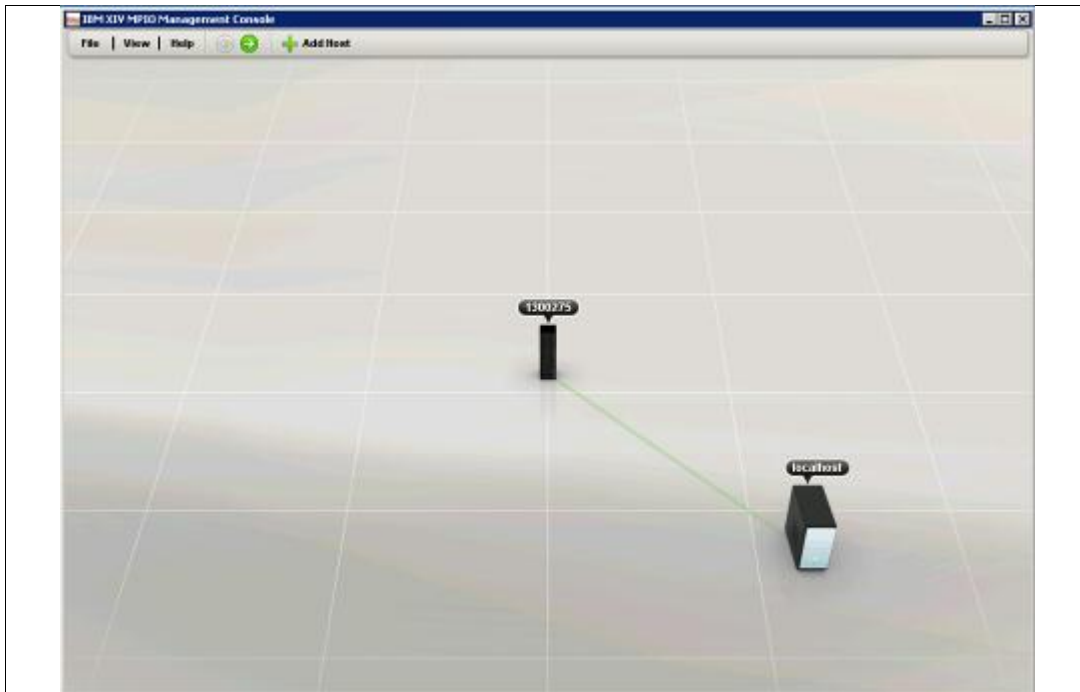 IBM XIV MPIO Management Console
File | View | Help Add Host
1300275
localhost